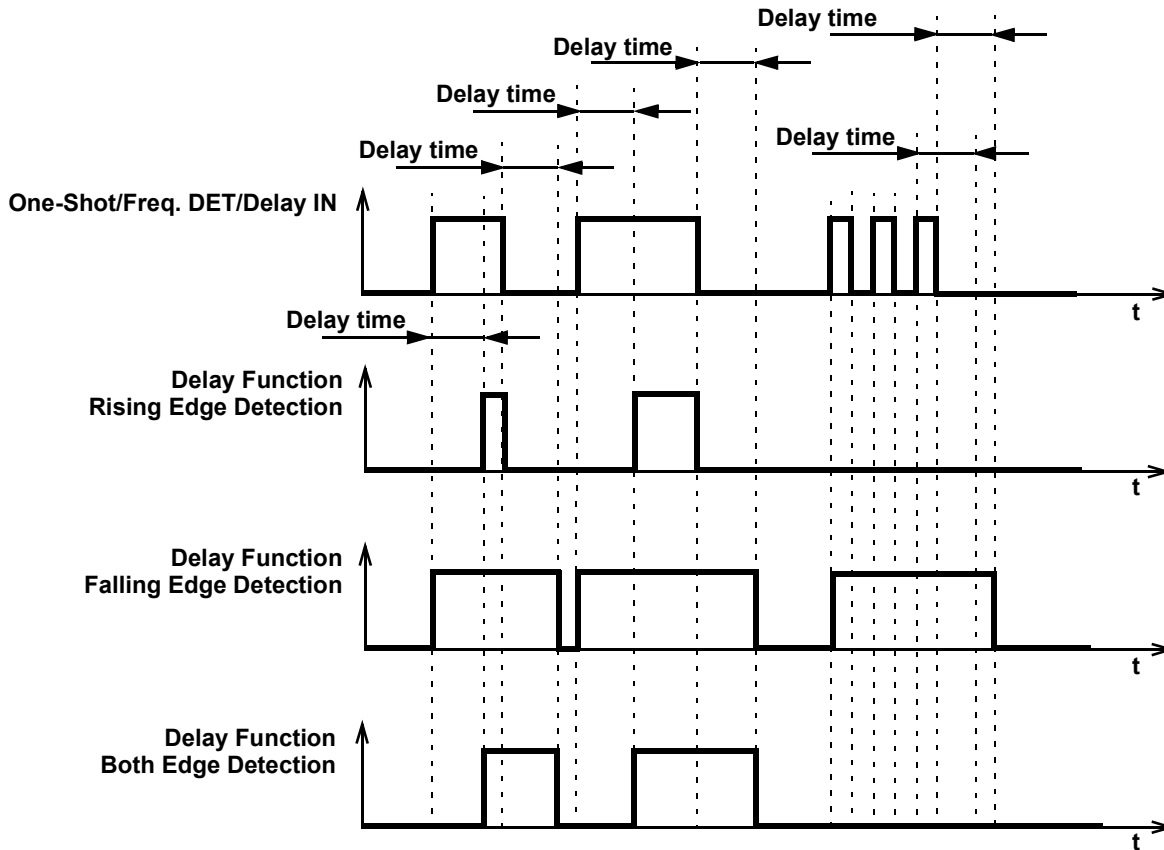 Delay time
Delay time
Delay time
Delay time
Delay time
One-Shot/Freq. DET/Delay IN
t
Delay time
Delay Function
Rising Edge Detection
t
Delay Function
Falling Edge Detection
t
Delay Function
Both Edge Detection
t